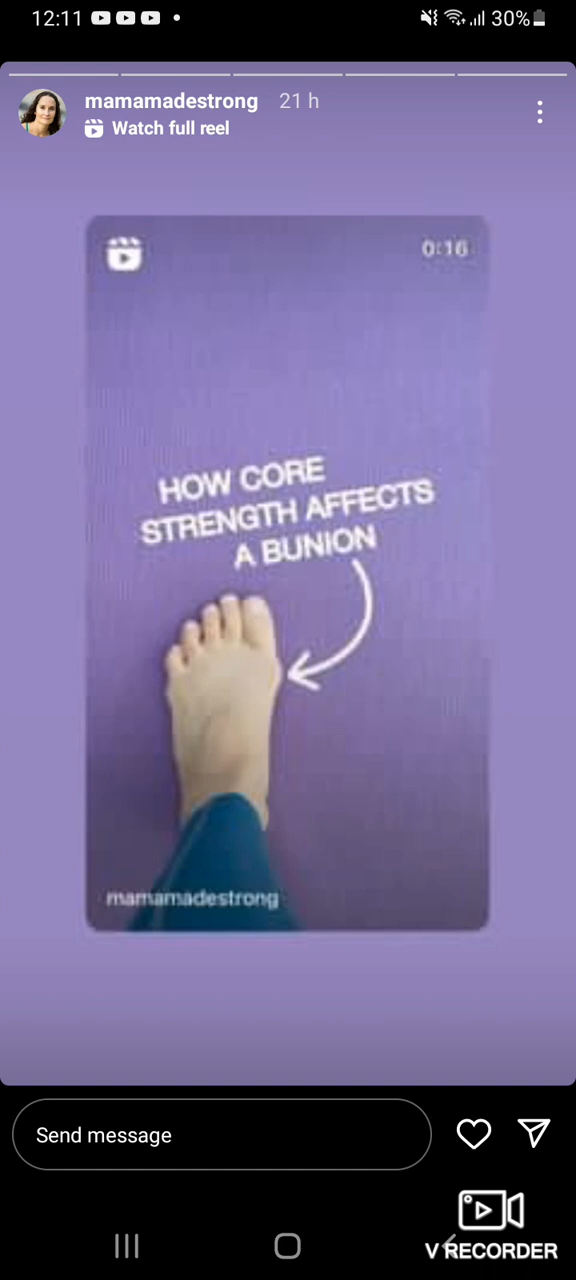 12:11
30%
mamamadestrong 21 h
Watch full reel
0:16
HOW CORE
STRENGTH AFFECTS
A BUNION
mamamadestrong
Send message
V RECORDER